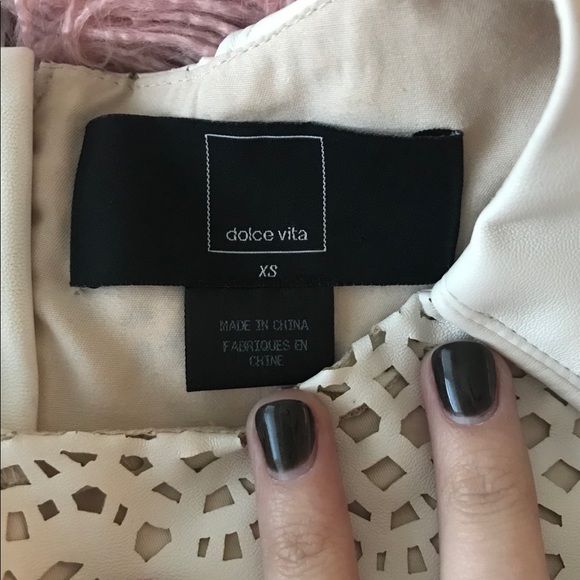 dolce vita
XS
MADE IN CHINA
FABRIQUES EN
CHINE